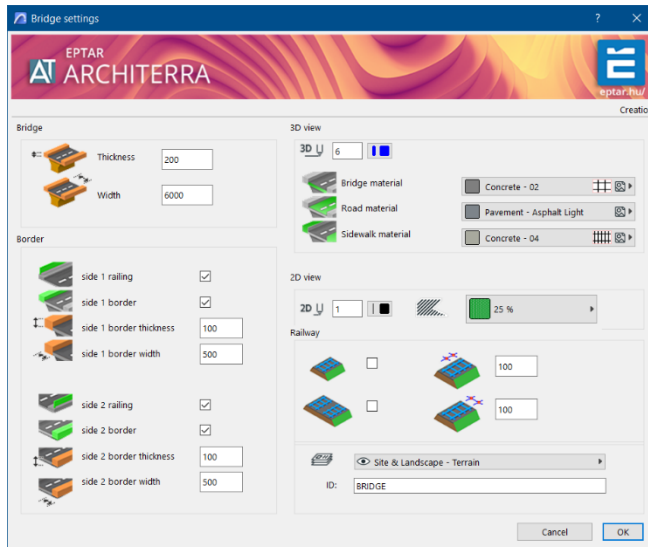 Bridge settings
EPTAR
AT ARCHITERRA
eptar.hu/
Creatio
Bridge
Thickness 200
Width 6000
Border
side 1 railing
side 1 border
side 1 border thickness 100
side 1 border width 500
side 2 railing
side 2 border
side 2 border thickness 100
side 2 border width 500
3D view
3D 6
Bridge material Concrete - 02
Road material Pavement - Asphalt Light
Sidewalk material Concrete - 04
2D view
2D 1 25 %
Railway
100
100
Site & Landscape - Terrain
ID: BRIDGE
Cancel OK